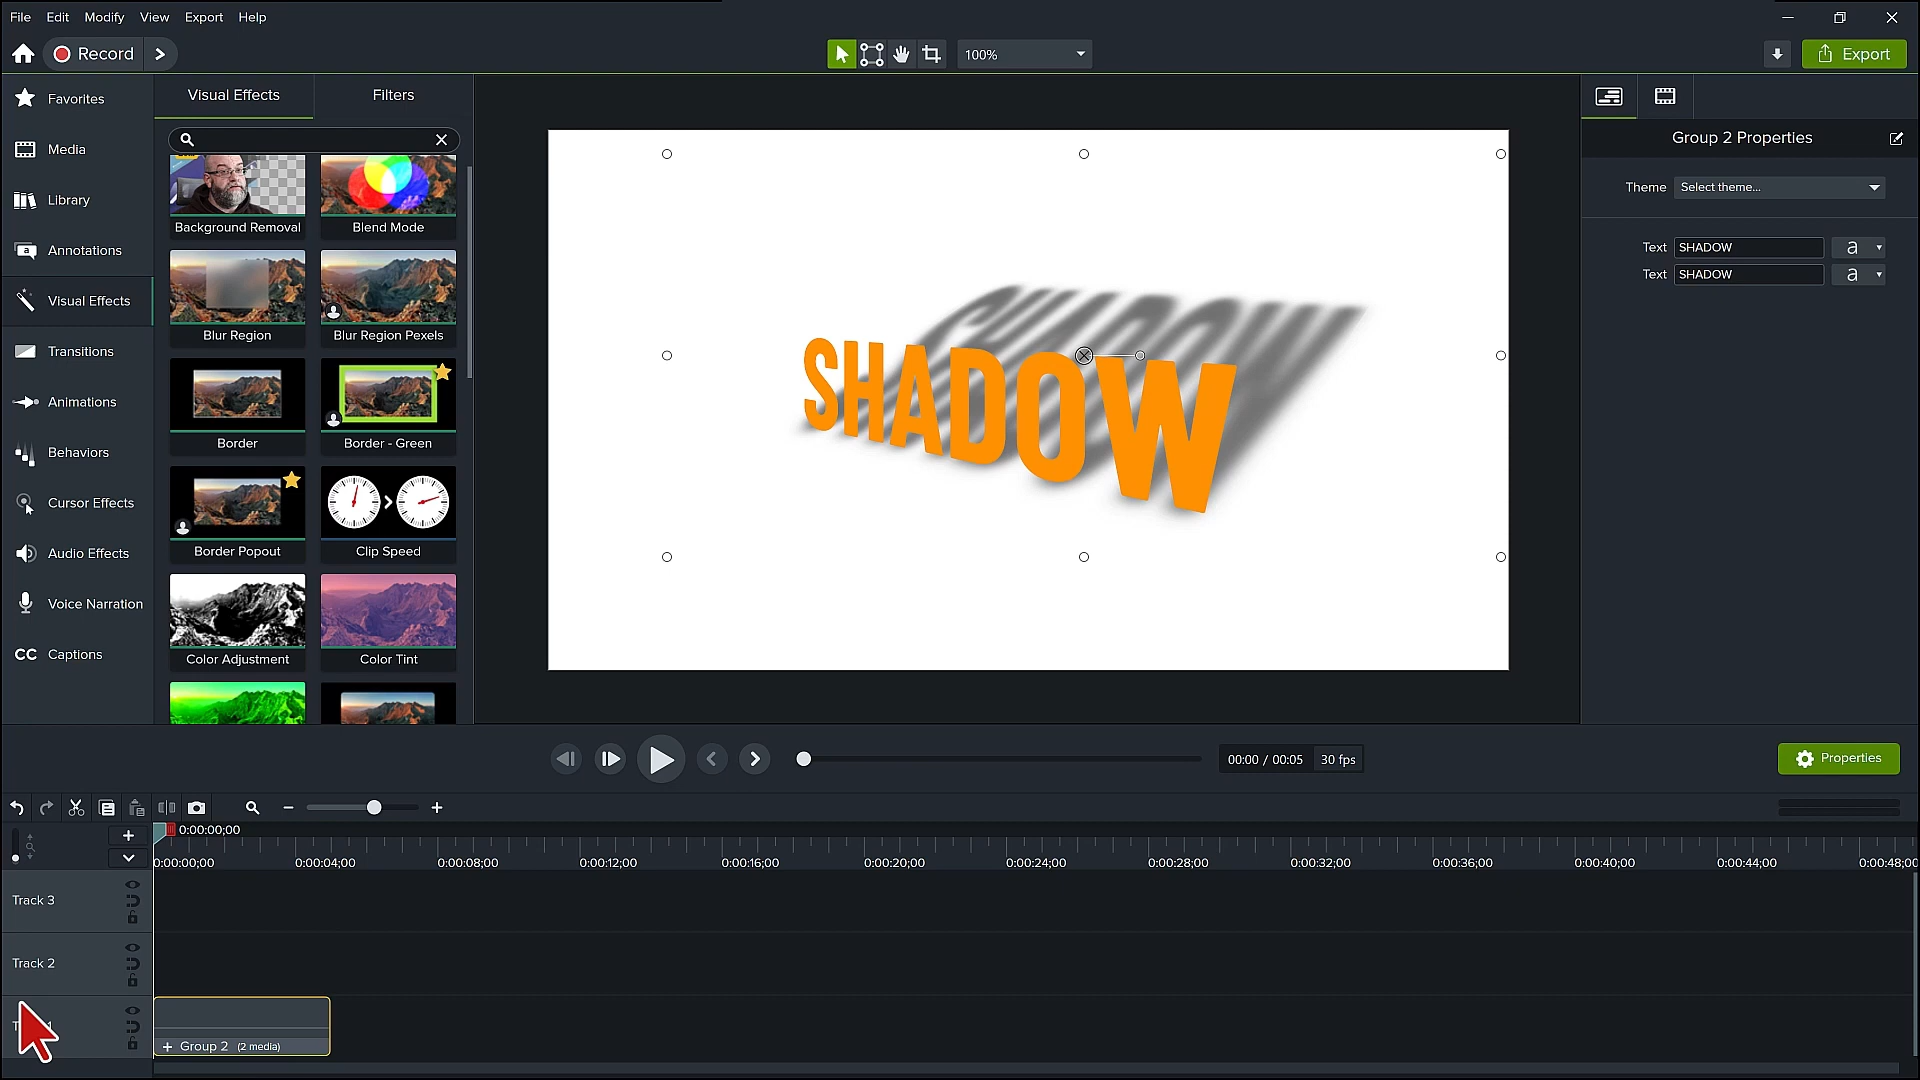 File Edit Modify View Export Help
Record 100% Export
Favorites
Media
Library
Annotations
Visual Effects
Transitions
Animations
Behaviors
Cursor Effects
Audio Effects
Voice Narration
CC Captions
Visual Effects Filters
Background Removal Blend Mode
Blur Region Blur Region Pexels
Border Border - Green
Border Popout Clip Speed
Color Adjustment Color Tint
SHADOW
SHADOW
Group 2 Properties
Theme Select theme...
Text SHADOW a
Text SHADOW a
00:00 / 00:05 30 fps
Properties
0:00:00;00
0:00:00;00 0:00:04;00 0:00:08;00 0:00:12;00 0:00:16;00 0:00:20;00 0:00:24;00 0:00:28;00 0:00:32;00 0:00:36;00 0:00:40;00 0:00:44;00 0:00:48;00
Track 3
Track 2
+ Group 2 (2 media)